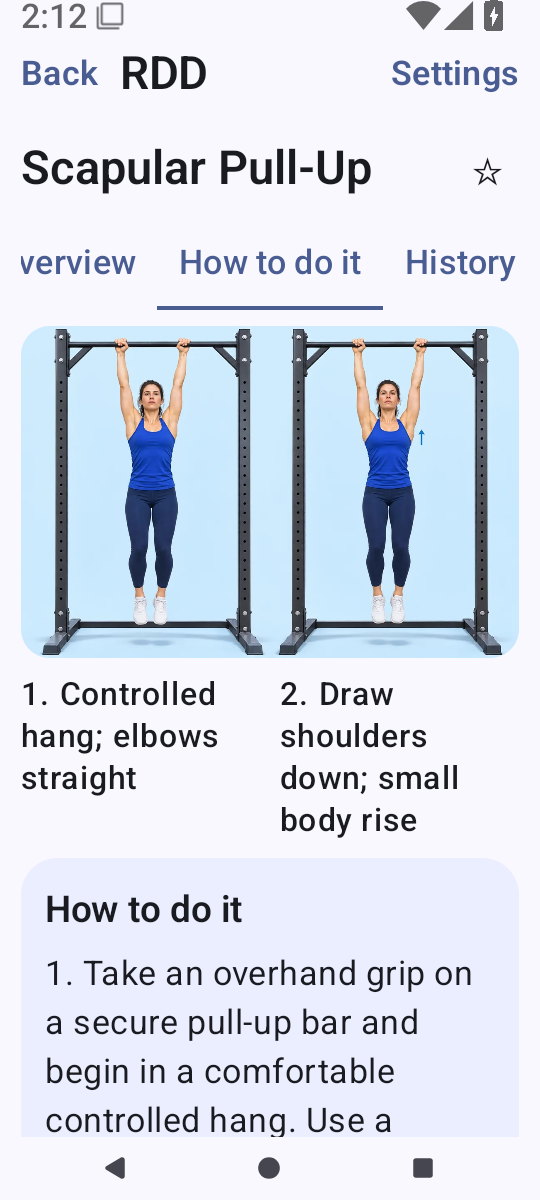 2:12
Back RDD Settings
Scapular Pull-Up
verview How to do it History
1. Controlled
hang; elbows
straight
2. Draw
shoulders
down; small
body rise
How to do it
1. Take an overhand grip on
a secure pull-up bar and
begin in a comfortable
controlled hang. Use a